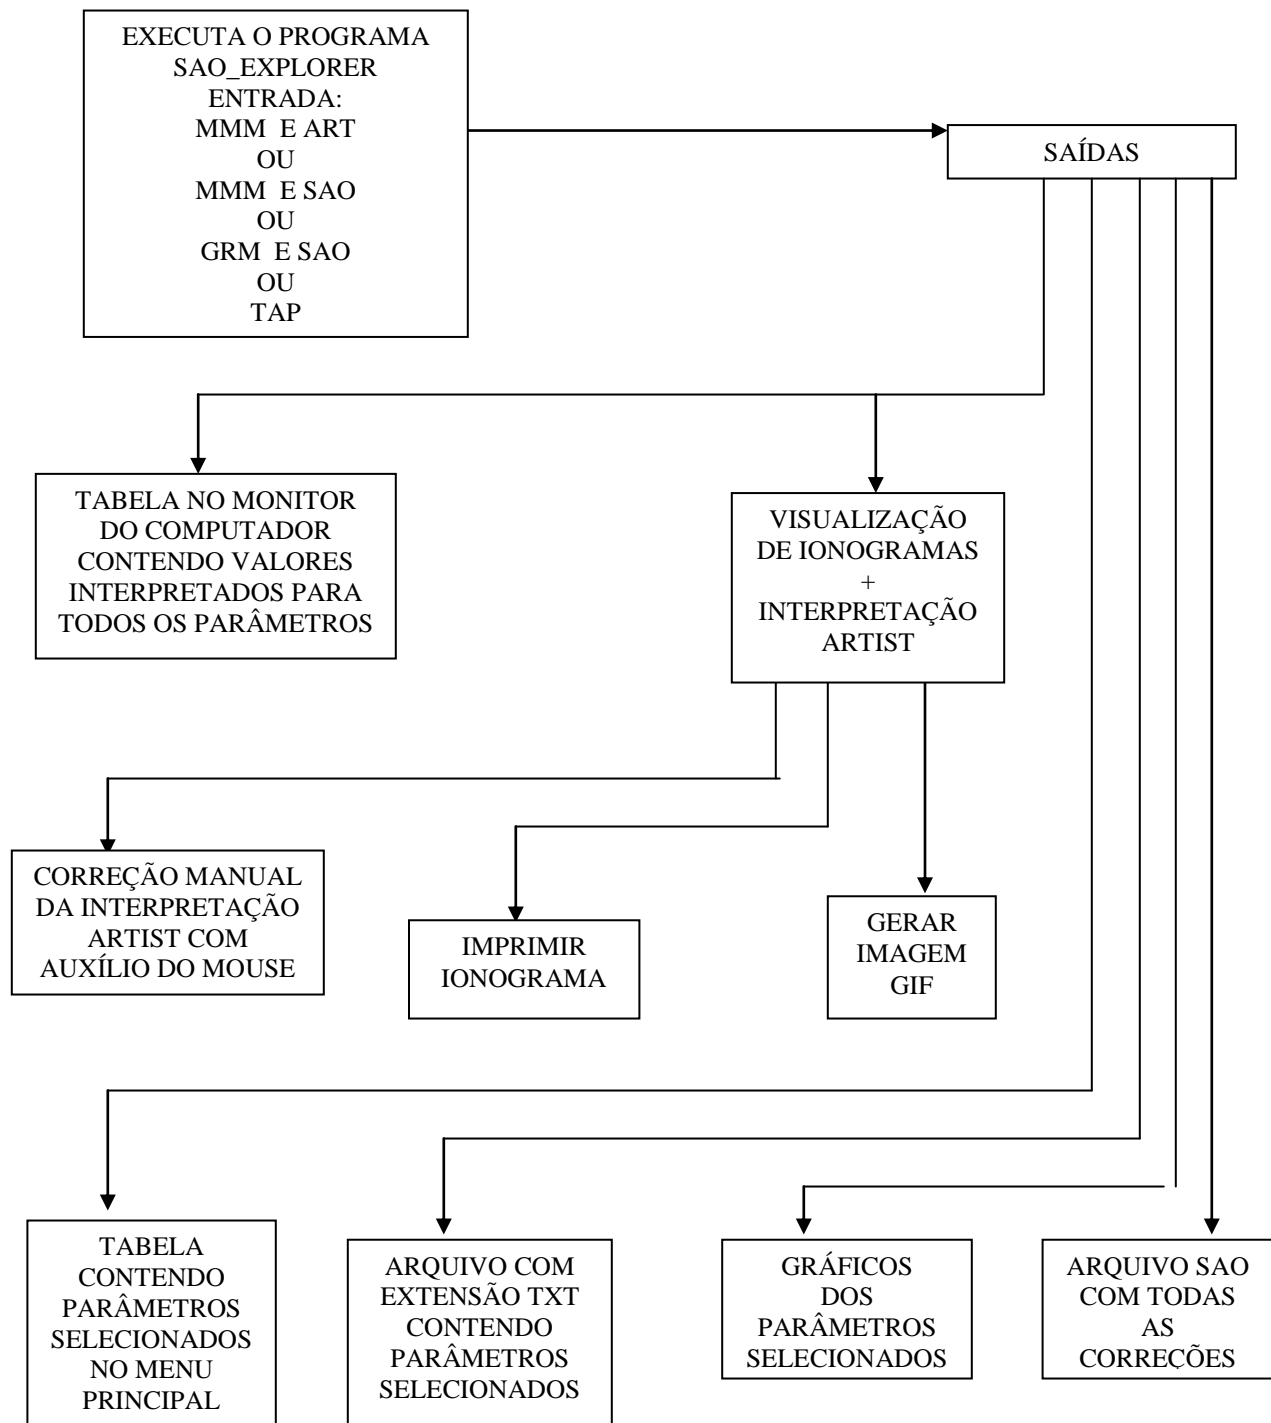 EXECUTA O PROGRAMA
SAO_EXPLORER
ENTRADA:
MMM E ART
OU
MMM E SAO
OU
GRM E SAO
OU
TAP
SAÍDAS
TABELA NO MONITOR
DO COMPUTADOR
CONTENDO VALORES
INTERPRETADOS PARA
TODOS OS PARÂMETROS
VISUALIZAÇÃO
DE IONOGRAMAS
+
INTERPRETAÇÃO
ARTIST
CORREÇÃO MANUAL
DA INTERPRETAÇÃO
ARTIST COM
AUXÍLIO DO MOUSE
IMPRIMIR
IONOGRAMA
GERAR
IMAGEM
GIF
TABELA
CONTENDO
PARÂMETROS
SELECIONADOS
NO MENU
PRINCIPAL
ARQUIVO COM
EXTENSÃO TXT
CONTENDO
PARÂMETROS
SELECIONADOS
GRÁFICOS
DOS
PARÂMETROS
SELECIONADOS
ARQUIVO SAO
COM TODAS
AS
CORREÇÕES